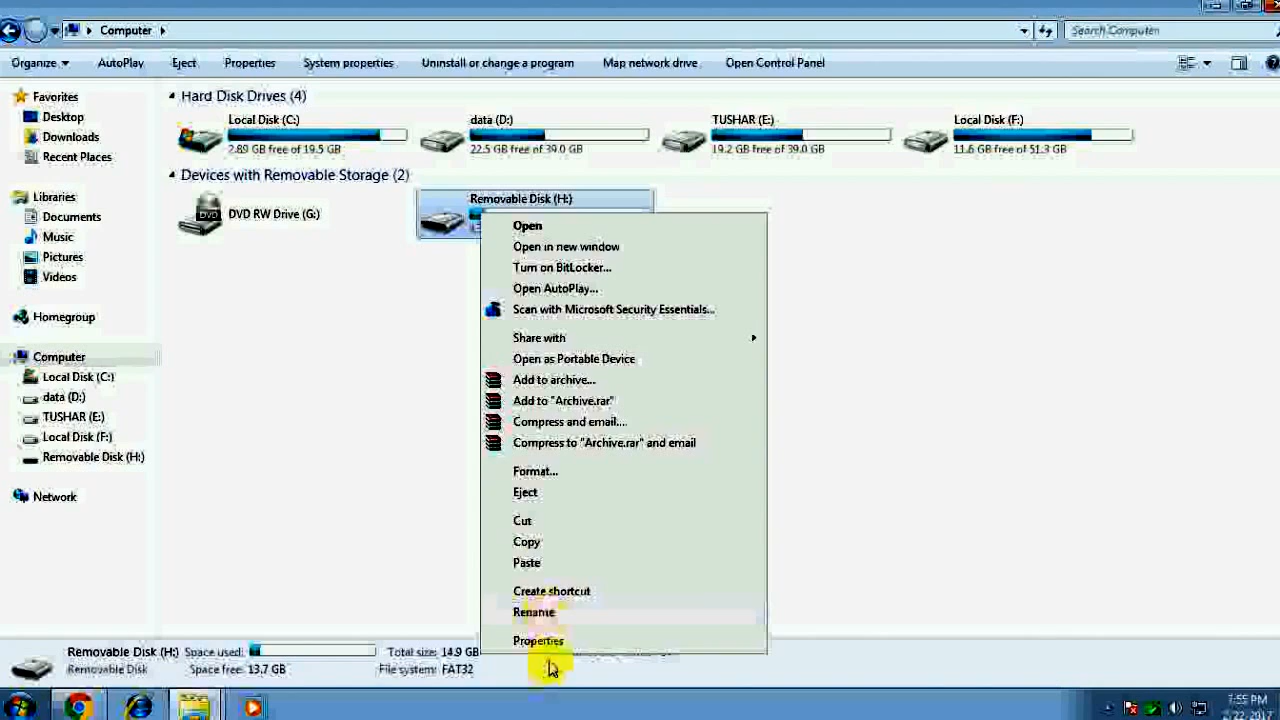 Computer
Search Computer
Organize AutoPlay Eject Properties System properties Uninstall or change a program Map network drive Open Control Panel
Favorites
Desktop
Downloads
Recent Places
Libraries
Documents
Music
Pictures
Videos
Homegroup
Computer
Local Disk (C:)
data (D:)
TUSHAR (E:)
Local Disk (F:)
Removable Disk (H:)
Network
Hard Disk Drives (4)
Local Disk (C:)
2.89 GB free of 19.5 GB
data (D:)
22.5 GB free of 39.0 GB
TUSHAR (E:)
19.2 GB free of 39.0 GB
Local Disk (F:)
11.6 GB free of 51.3 GB
Devices with Removable Storage (2)
DVD RW Drive (G:)
DVD
Removable Disk (H:)
Open
Open in new window
Turn on BitLocker...
Open AutoPlay...
Scan with Microsoft Security Essentials...
Share with
Open as Portable Device
Add to archive...
Add to "Archive.rar"
Compress and email...
Compress to "Archive.rar" and email
Format...
Eject
Cut
Copy
Paste
Create shortcut
Rename
Properties
Removable Disk (H:) Space used: Total size: 14.9 GB
Removable Disk Space free: 13.7 GB File system: FAT32
7:55 PM